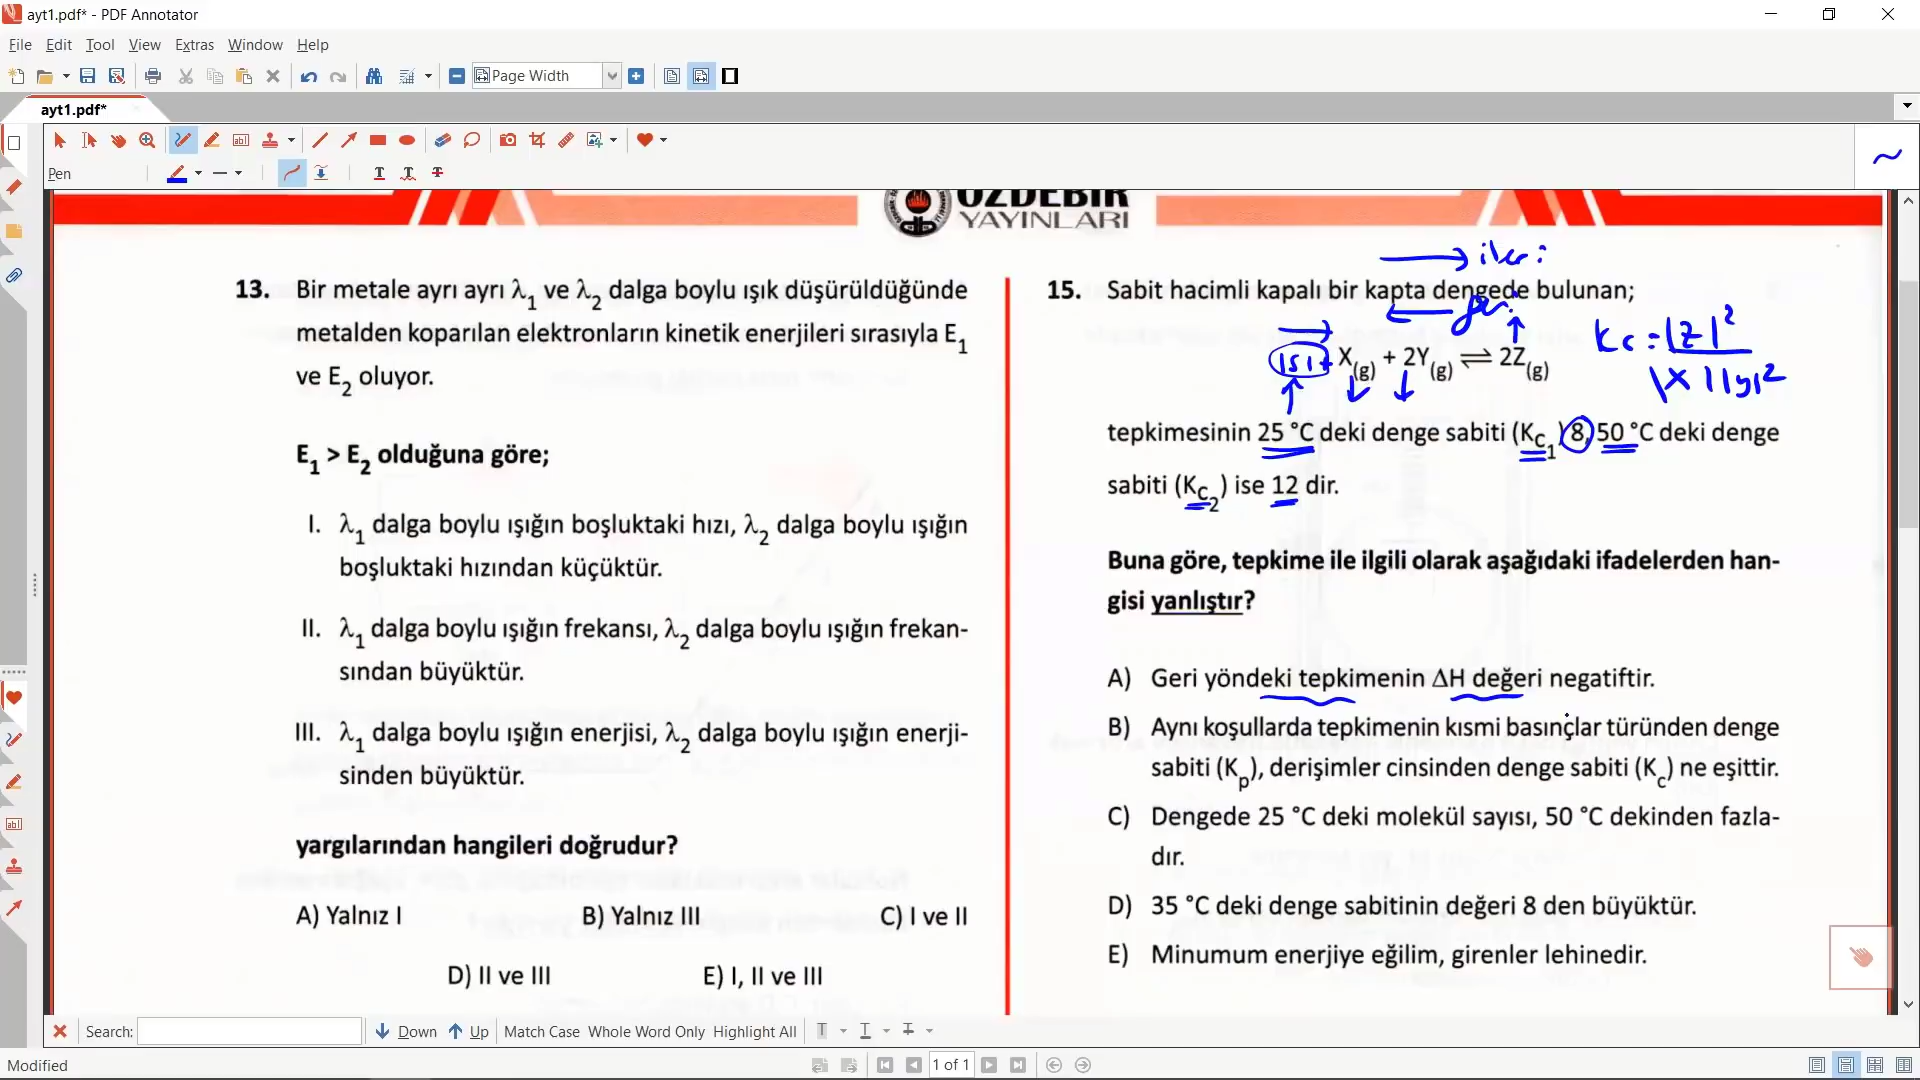 ayt1.pdf* - PDF Annotator
File Edit Tool View Extras Window Help
Page Width
ayt1.pdf*
Pen
ÖZDEBİR
YAYINLARI
13. Bir metale ayrı ayrı λ1 ve λ2 dalga boylu ışık düşürüldüğünde
metalden koparılan elektronların kinetik enerjileri sırasıyla E1
ve E2 oluyor.
E1 > E2 olduğuna göre;
I. λ1 dalga boylu ışığın boşluktaki hızı, λ2 dalga boylu ışığın
boşluktaki hızından küçüktür.
II. λ1 dalga boylu ışığın frekansı, λ2 dalga boylu ışığın frekan-
sından büyüktür.
III. λ1 dalga boylu ışığın enerjisi, λ2 dalga boylu ışığın enerji-
sinden büyüktür.
yargılarından hangileri doğrudur?
A) Yalnız I B) Yalnız III C) I ve II
D) II ve III E) I, II ve III
ileri
15. Sabit hacimli kapalı bir kapta dengede bulunan;
geri
ısı + X(g) + 2Y(g) ⇌ 2Z(g)
Kc = |Z|²
|X||Y|²
tepkimesinin 25 °C deki denge sabiti (KC1) 8, 50 °C deki denge
sabiti (KC2) ise 12 dir.
Buna göre, tepkime ile ilgili olarak aşağıdaki ifadelerden han-
gisi yanlıştır?
A) Geri yöndeki tepkimenin ΔH değeri negatiftir.
B) Aynı koşullarda tepkimenin kısmi basınçlar türünden denge
sabiti (Kp), derişimler cinsinden denge sabiti (Kc) ne eşittir.
C) Dengede 25 °C deki molekül sayısı, 50 °C dekinden fazla-
dır.
D) 35 °C deki denge sabitinin değeri 8 den büyüktür.
E) Minumum enerjiye eğilim, girenler lehinedir.
Search: Down Up Match Case Whole Word Only Highlight All
Modified
1 of 1